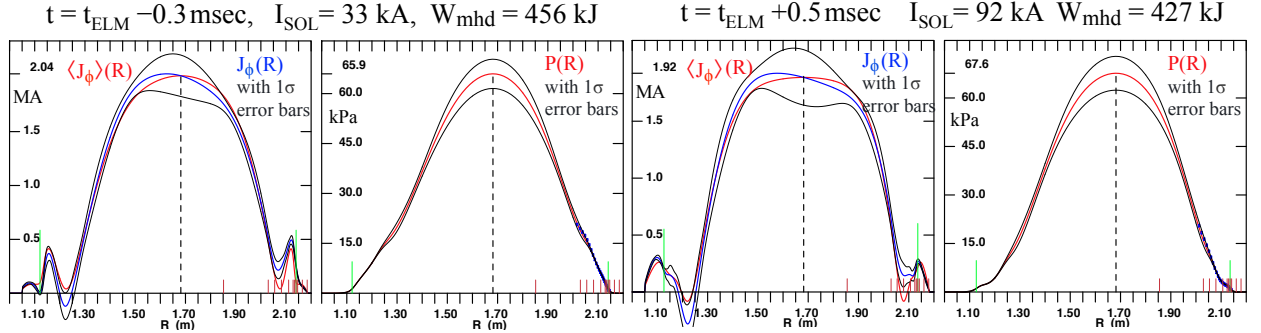 t = t_ELM −0.3 msec, I_SOL = 33 kA, W_mhd = 456 kJ
2.04
MA
1.5
1.0
0.5
⟨J_ϕ⟩(R)
J_ϕ(R)
with 1σ
error bars
1.10 1.30 1.50 1.70 1.90 2.10
R (m)
65.9
60.0
kPa
45.0
30.0
15.0
P(R)
with 1σ
error bars
1.10 1.30 1.50 1.70 1.90 2.10
R (m)
t = t_ELM +0.5 msec I_SOL = 92 kA W_mhd = 427 kJ
1.92
MA
1.5
1.0
0.5
⟨J_ϕ⟩(R)
J_ϕ(R)
with 1σ
error bars
1.10 1.30 1.50 1.70 1.90 2.10
R (m)
67.6
60.0
kPa
45.0
30.0
15.0
P(R)
with 1σ
error bars
1.10 1.30 1.50 1.70 1.90 2.10
R (m)